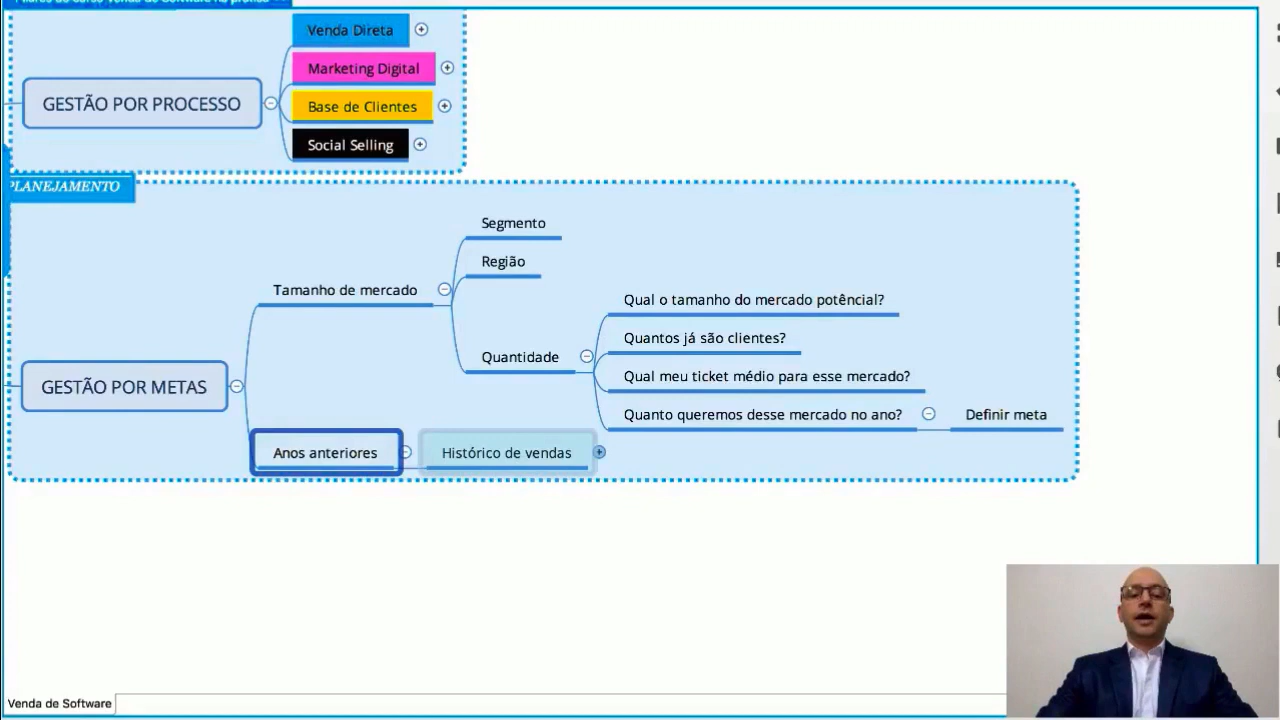 Venda Direta
Marketing Digital
GESTÃO POR PROCESSO
Base de Clientes
Social Selling
PLANEJAMENTO
Segmento
Região
Tamanho de mercado
Qual o tamanho do mercado potêncial?
Quantos já são clientes?
Quantidade
Qual meu ticket médio para esse mercado?
GESTÃO POR METAS
Quanto queremos desse mercado no ano?
Definir meta
Anos anteriores
Histórico de vendas
Venda de Software